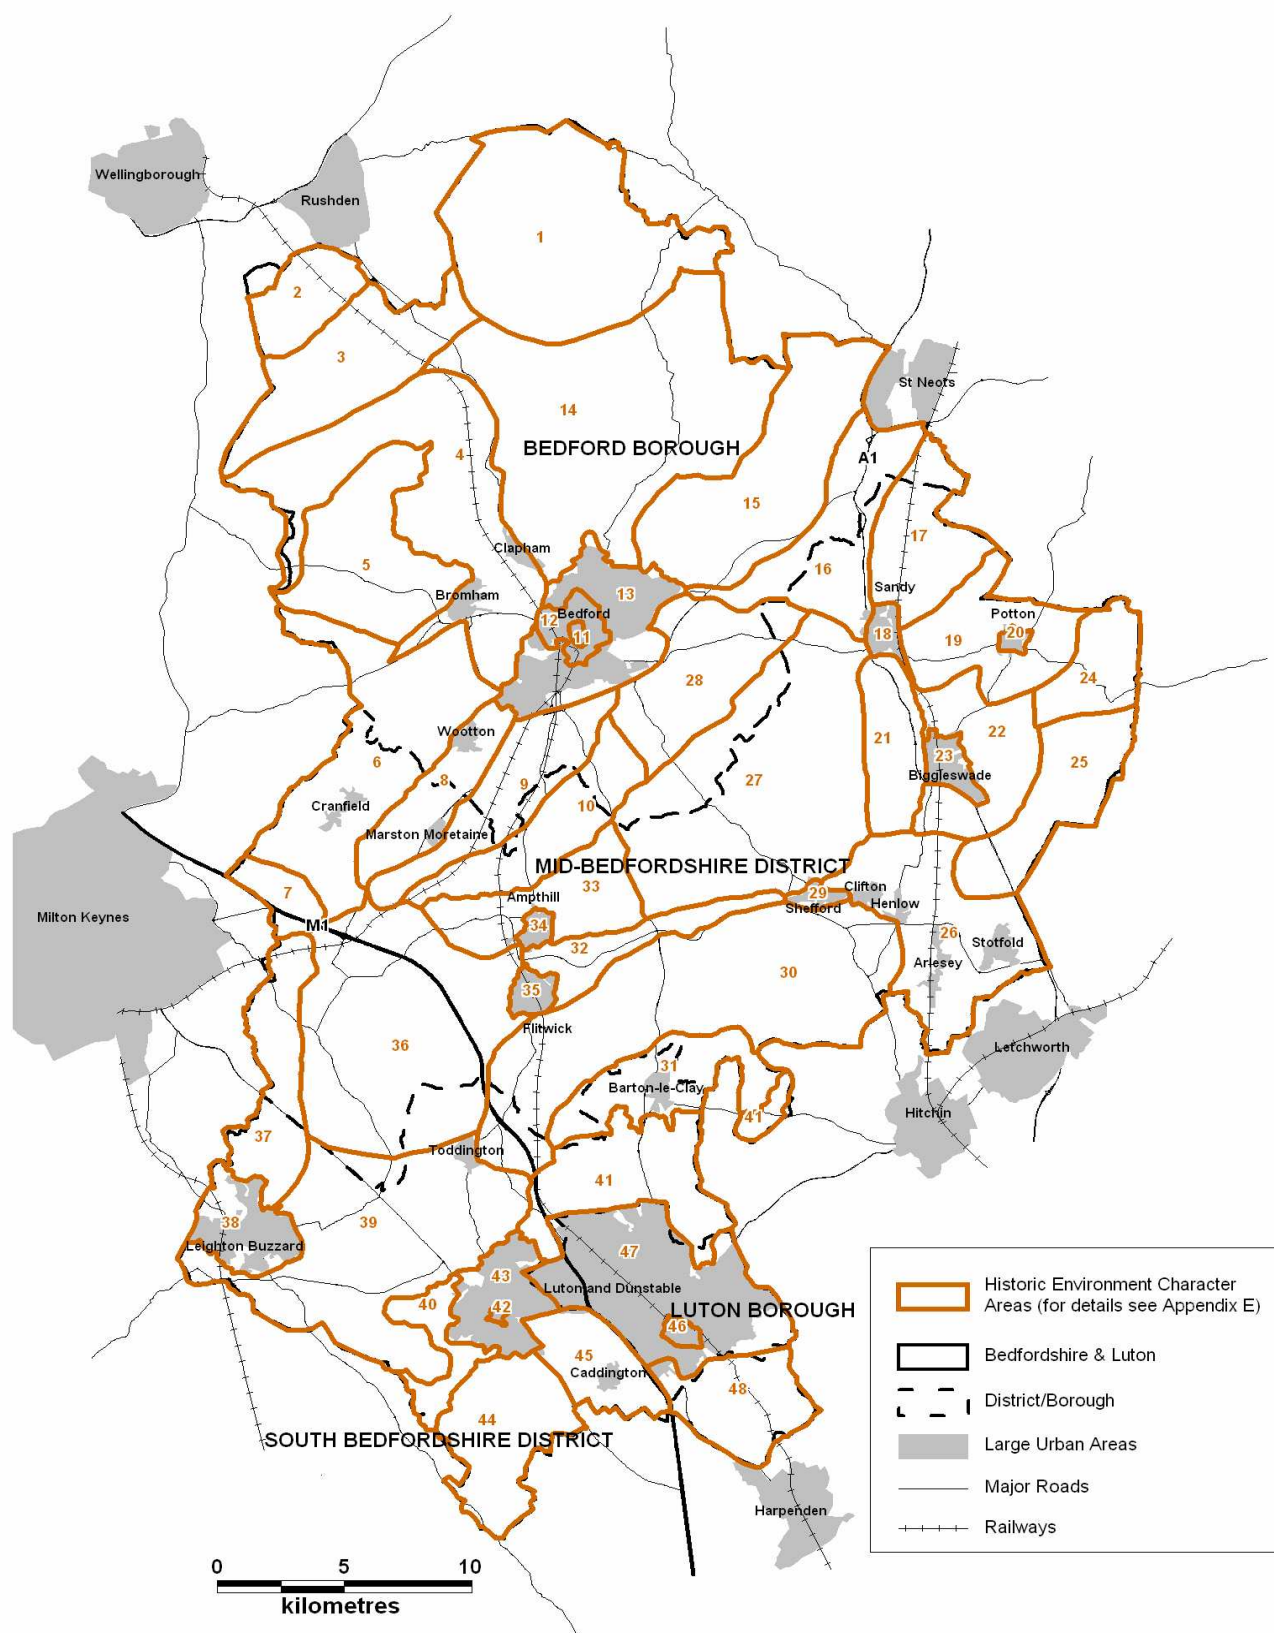 Wellingborough
Rushden
1
2
3
St Neots
14
4
BEDFORD BOROUGH
A1
15
17
Clapham
5
16
Sandy
Bromham
13
Bedford
12
11
Potton
20
18
19
28
24
Wootton
6
8
9
21
22
23
25
Biggleswade
27
Cranfield
10
Marston Moretaine
MID-BEDFORDSHIRE DISTRICT
7
33
Ampthill
29
Clifton
Henlow
Shefford
Milton Keynes
M1
34
32
26
Stotfold
Arlesey
30
35
Flitwick
36
Letchworth
31
Barton-le-Clay
Hitchin
41
37
Toddington
41
38
39
Leighton Buzzard
47
43
Luton and Dunstable
40
42
LUTON BOROUGH
46
45
Caddington
48
44
SOUTH BEDFORDSHIRE DISTRICT
Harpenden
Historic Environment Character
Areas (for details see Appendix E)
Bedfordshire & Luton
District/Borough
Large Urban Areas
Major Roads
Railways
0 5 10
kilometres